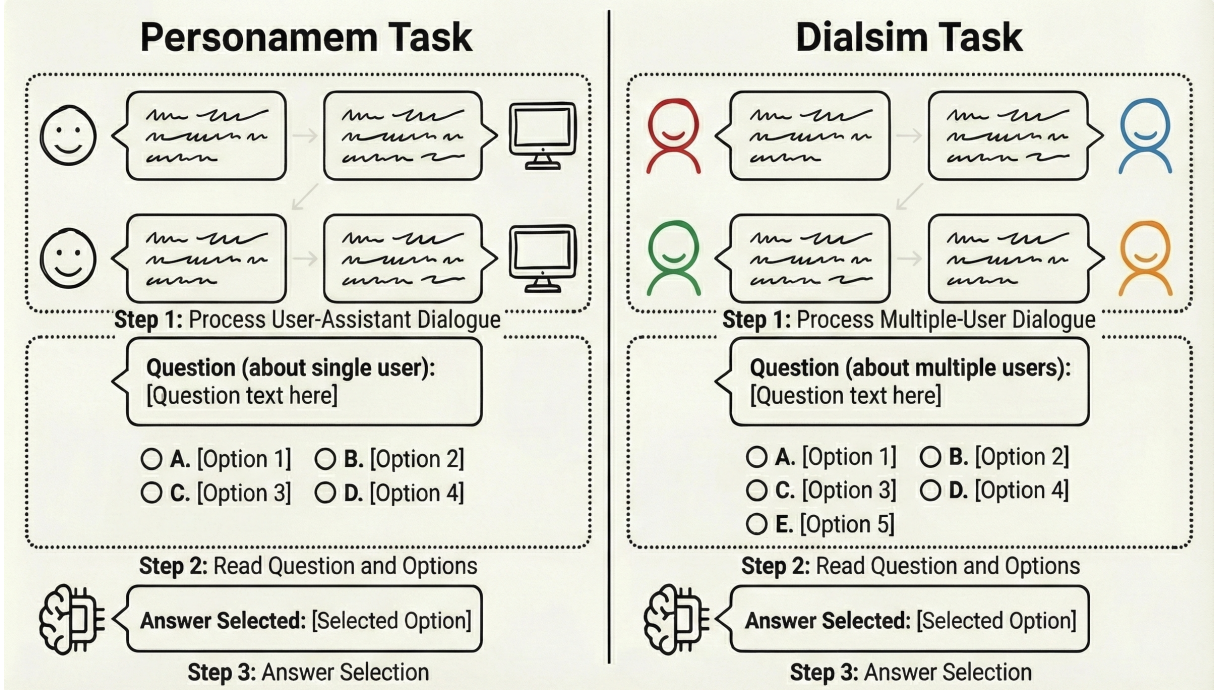 Personamem Task
Step 1: Process User-Assistant Dialogue
Question (about single user):
[Question text here]
A. [Option 1] B. [Option 2]
C. [Option 3] D. [Option 4]
Step 2: Read Question and Options
Answer Selected: [Selected Option]
Step 3: Answer Selection
Dialsim Task
Step 1: Process Multiple-User Dialogue
Question (about multiple users):
[Question text here]
A. [Option 1] B. [Option 2]
C. [Option 3] D. [Option 4]
E. [Option 5]
Step 2: Read Question and Options
Answer Selected: [Selected Option]
Step 3: Answer Selection